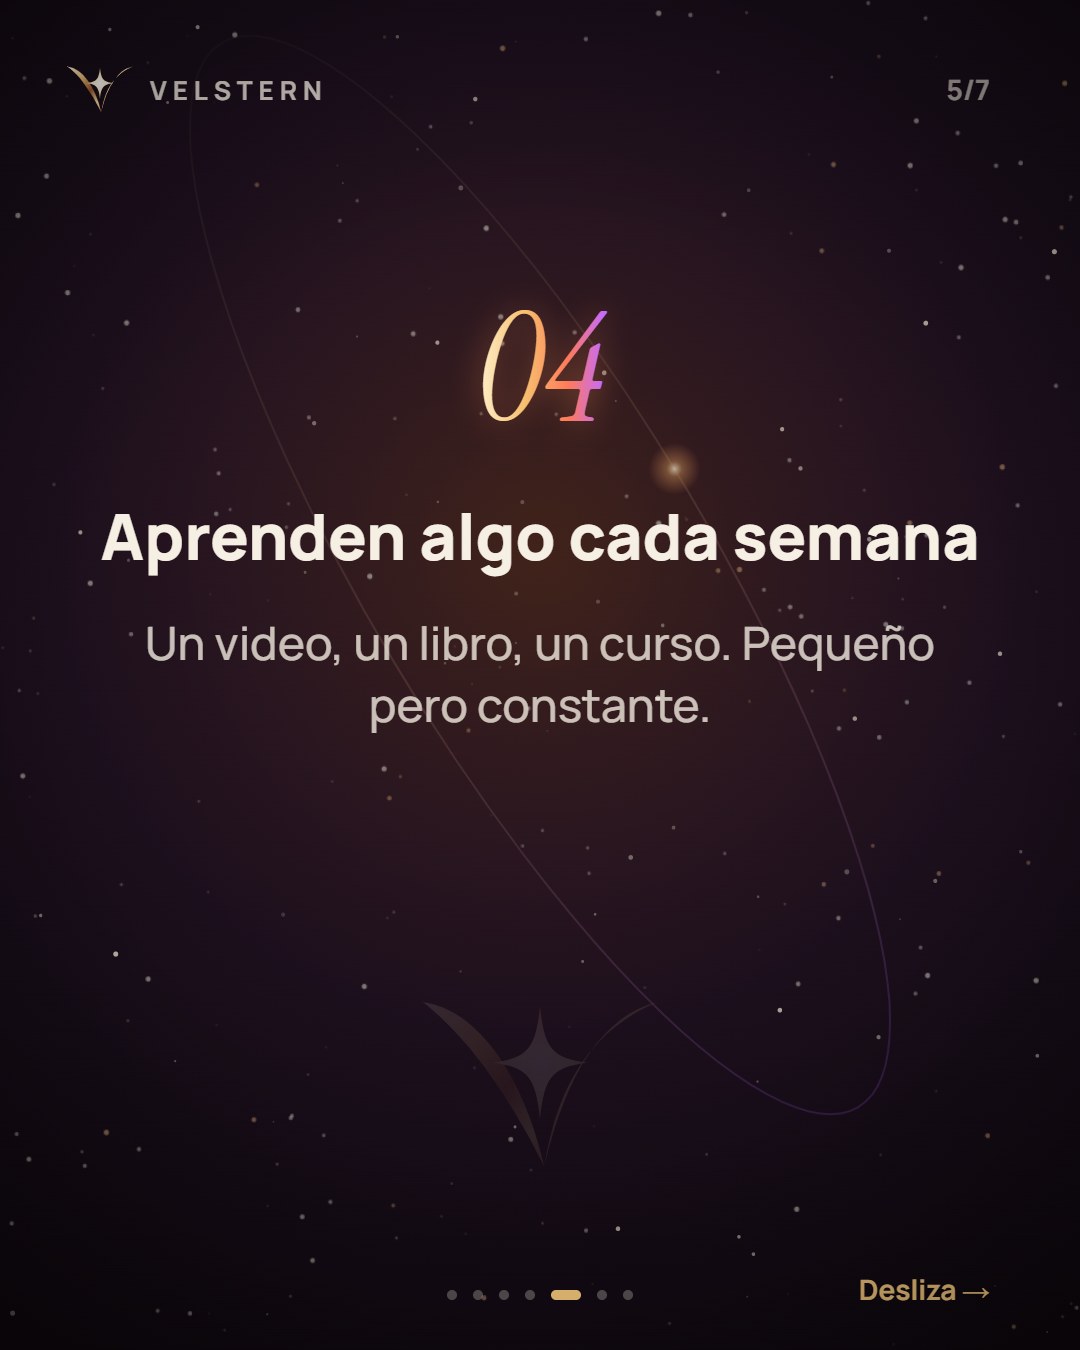 VELSTERN
5/7
04
Aprenden algo cada semana
Un video, un libro, un curso. Pequeño
pero constante.
Desliza →